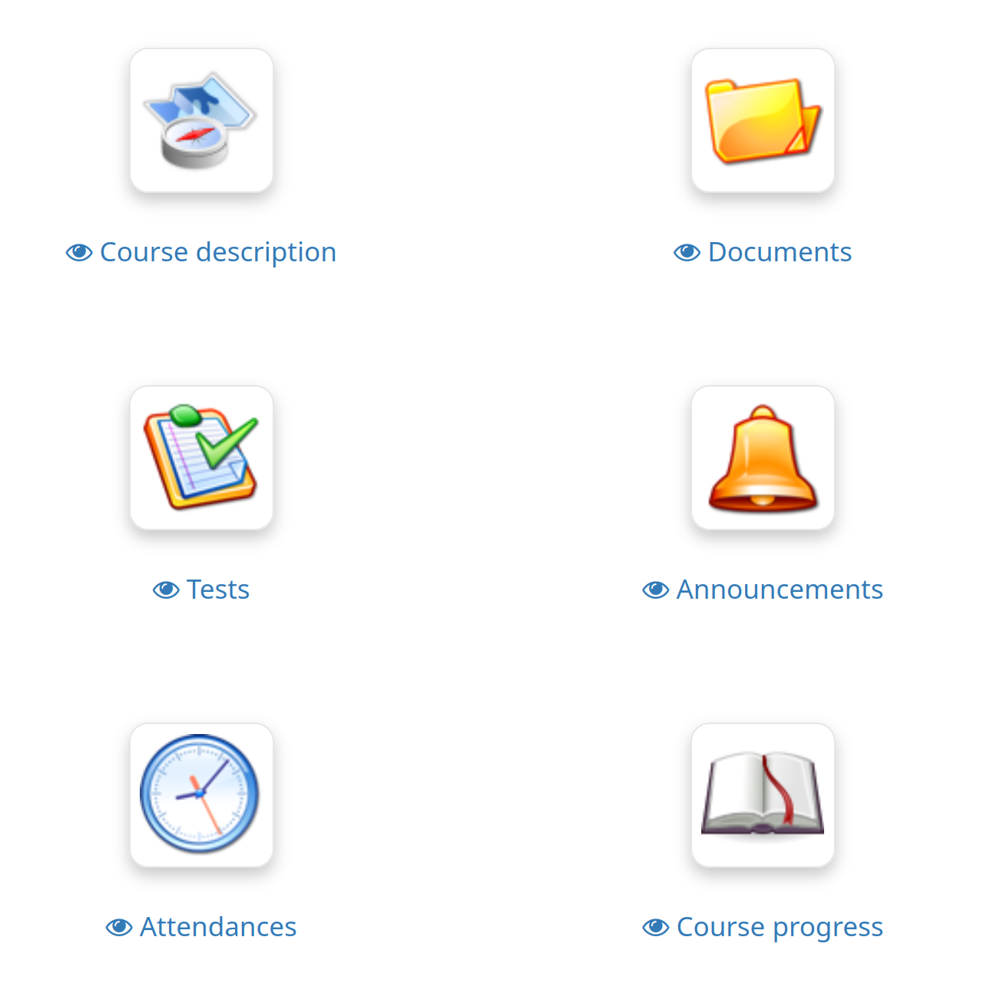 Course description
Documents
Tests
Announcements
Attendances
Course progress